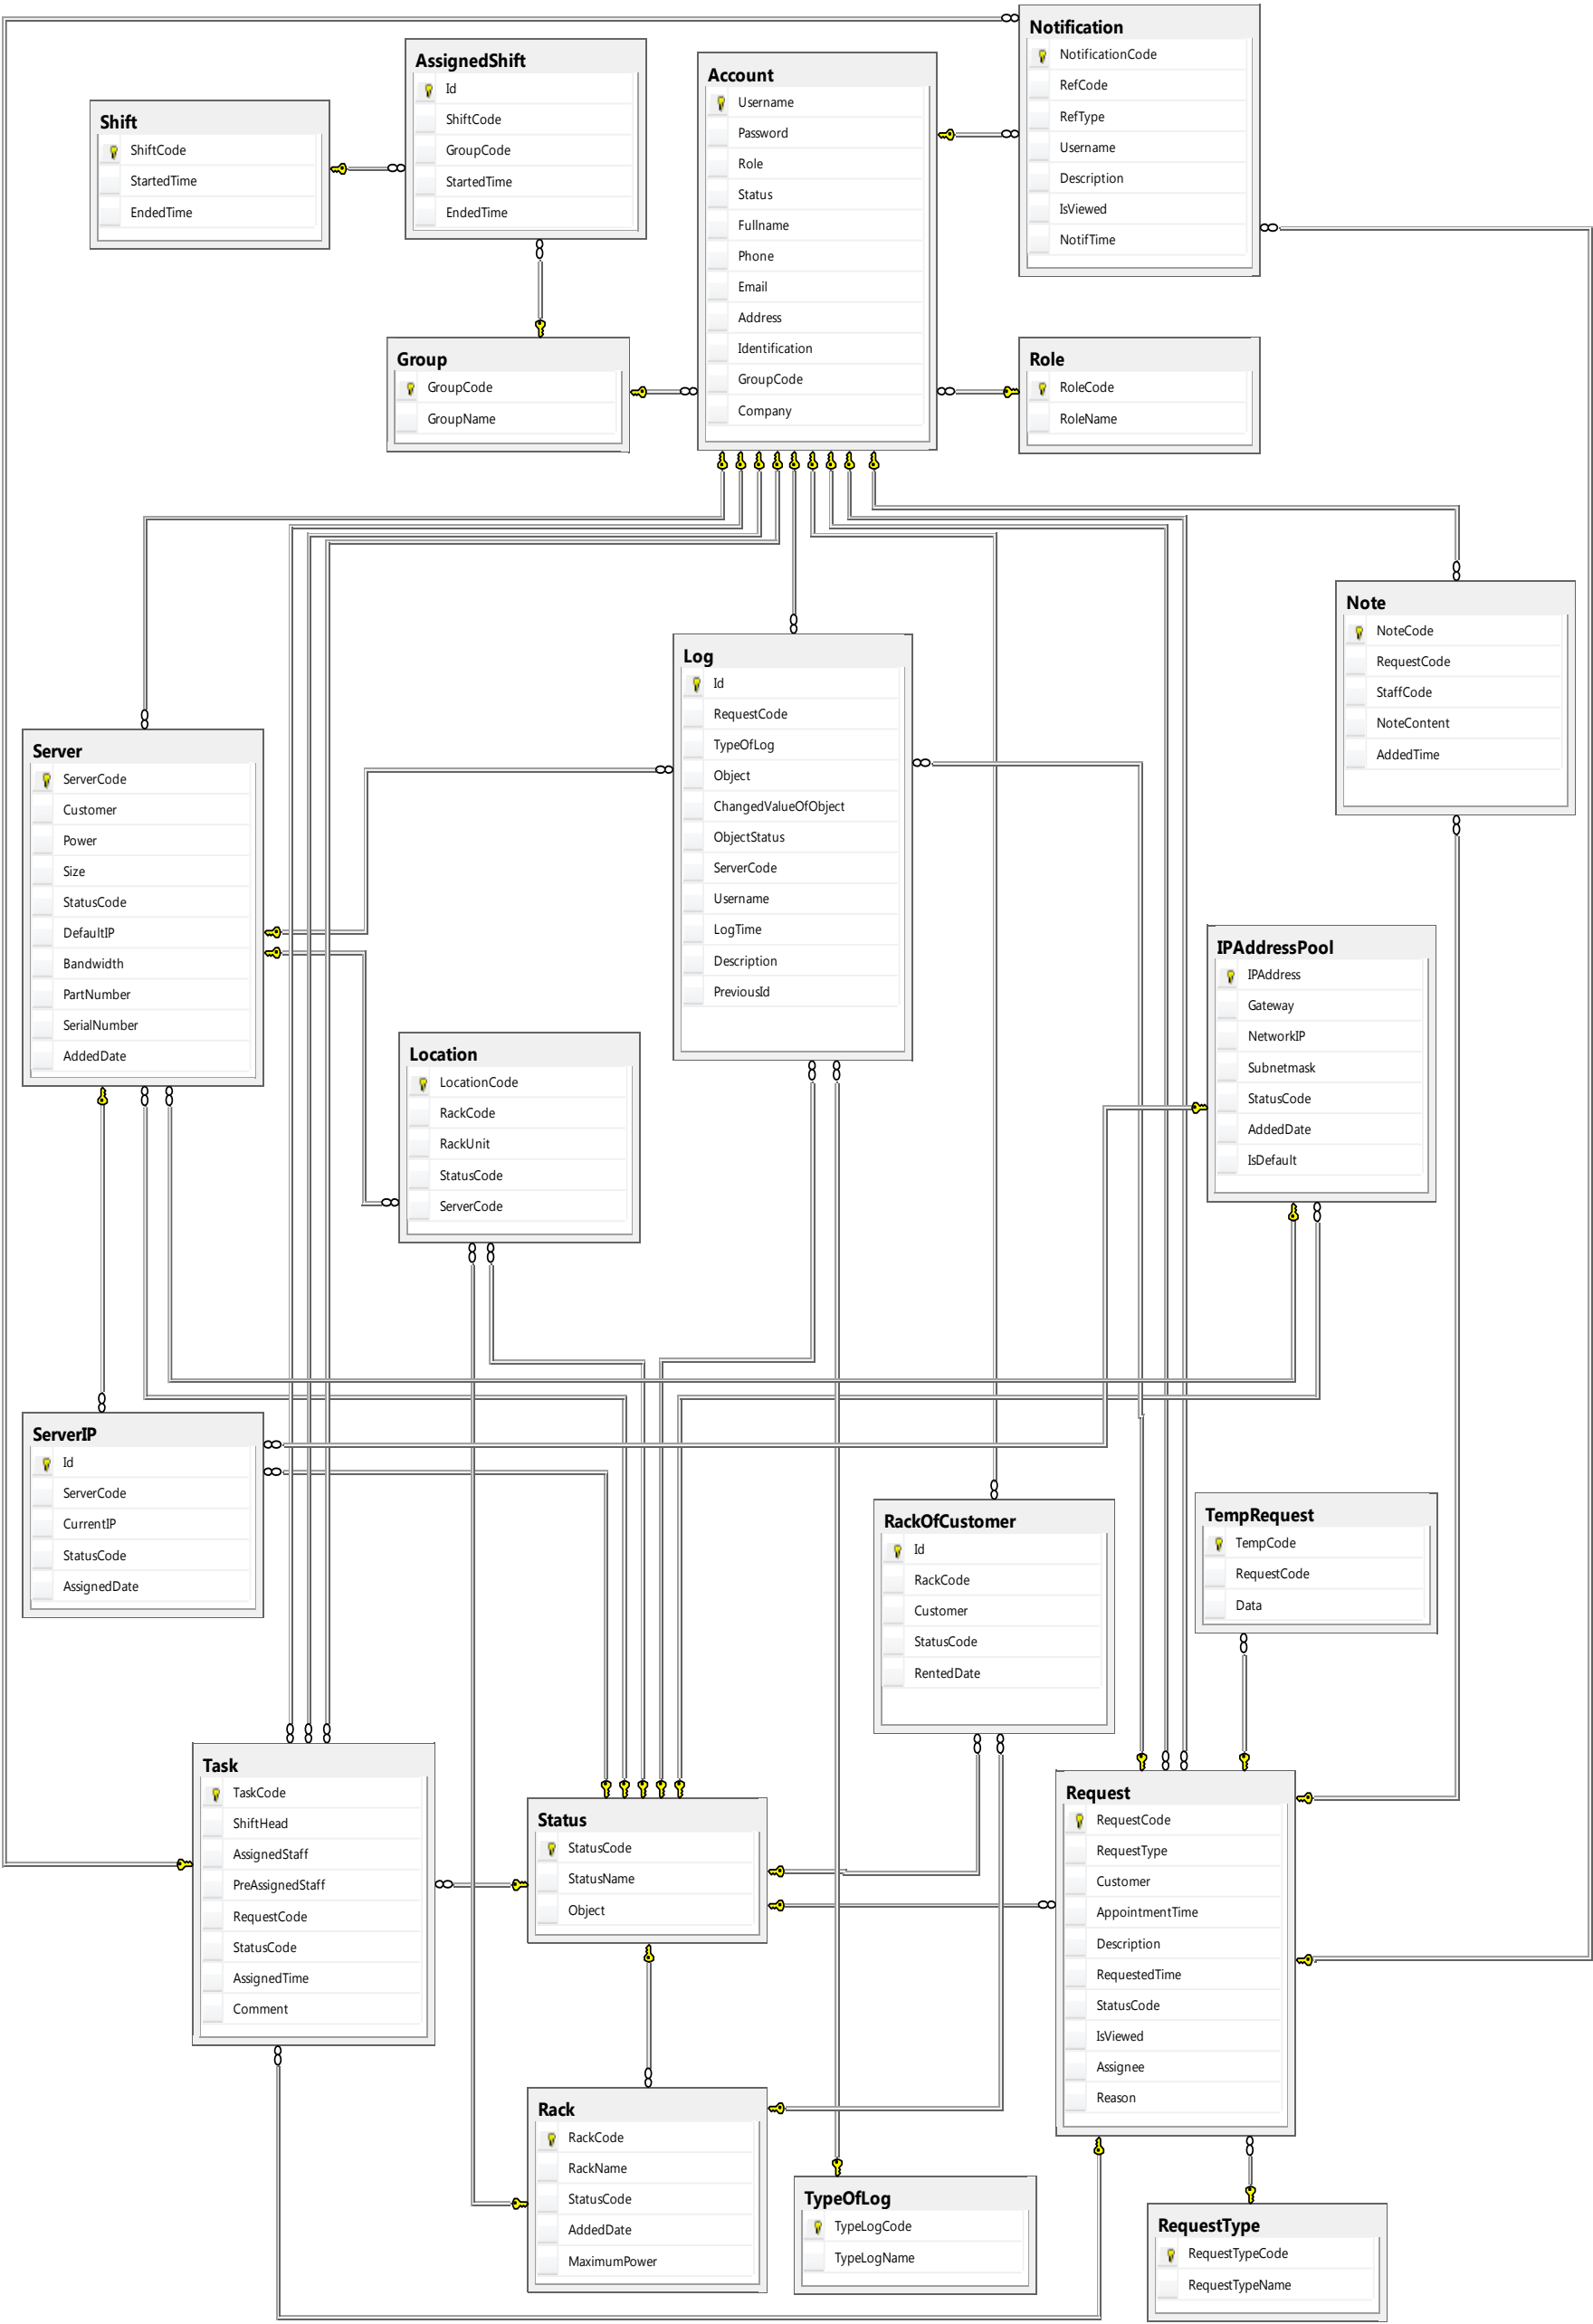 Notification
NotificationCode
RefCode
RefType
Username
Description
IsViewed
NotifTime
AssignedShift
Id
ShiftCode
GroupCode
StartedTime
EndedTime
Account
Username
Password
Role
Status
Fullname
Phone
Email
Address
Identification
GroupCode
Company
Shift
ShiftCode
StartedTime
EndedTime
Group
GroupCode
GroupName
Role
RoleCode
RoleName
Note
NoteCode
RequestCode
StaffCode
NoteContent
AddedTime
Log
Id
RequestCode
TypeOfLog
Object
ChangedValueOfObject
ObjectStatus
ServerCode
Username
LogTime
Description
PreviousId
Server
ServerCode
Customer
Power
Size
StatusCode
DefaultIP
Bandwidth
PartNumber
SerialNumber
AddedDate
IPAddressPool
IPAddress
Gateway
NetworkIP
Subnetmask
StatusCode
AddedDate
IsDefault
Location
LocationCode
RackCode
RackUnit
StatusCode
ServerCode
ServerIP
Id
ServerCode
CurrentIP
StatusCode
AssignedDate
RackOfCustomer
Id
RackCode
Customer
StatusCode
RentedDate
TempRequest
TempCode
RequestCode
Data
Task
TaskCode
ShiftHead
AssignedStaff
PreAssignedStaff
RequestCode
StatusCode
AssignedTime
Comment
Status
StatusCode
StatusName
Object
Request
RequestCode
RequestType
Customer
AppointmentTime
Description
RequestedTime
StatusCode
IsViewed
Assignee
Reason
Rack
RackCode
RackName
StatusCode
AddedDate
MaximumPower
TypeOfLog
TypeLogCode
TypeLogName
RequestType
RequestTypeCode
RequestTypeName